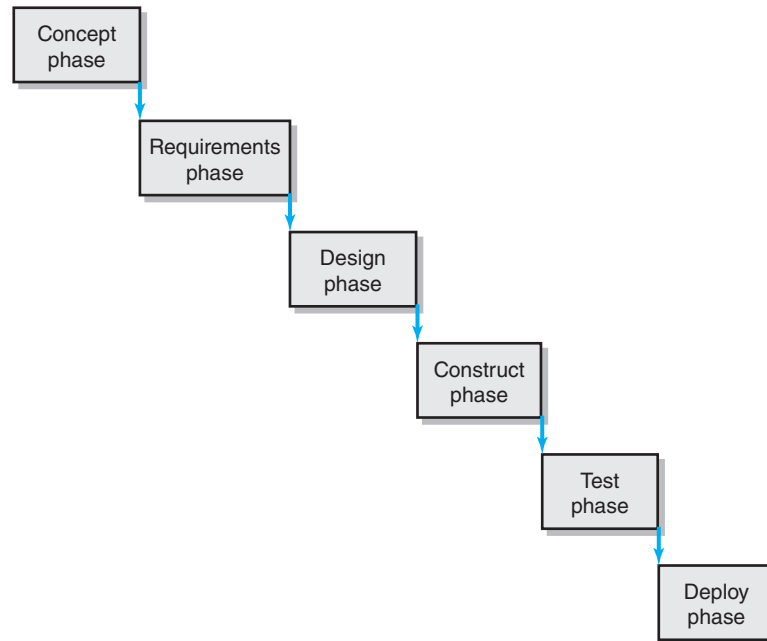 Concept
phase
Requirements
phase
Design
phase
Construct
phase
Test
phase
Deploy
phase